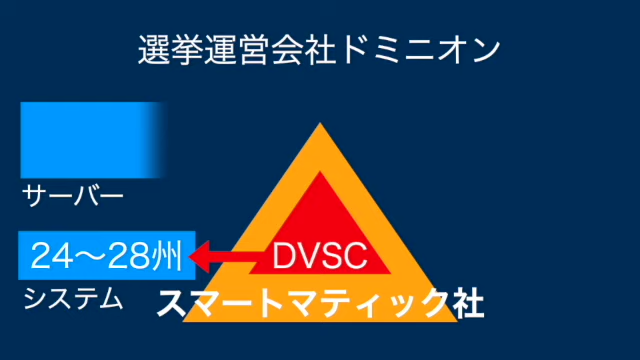 選挙運営会社ドミニオン
サーバー
24〜28州
DVSC
システム
スマートマティック社